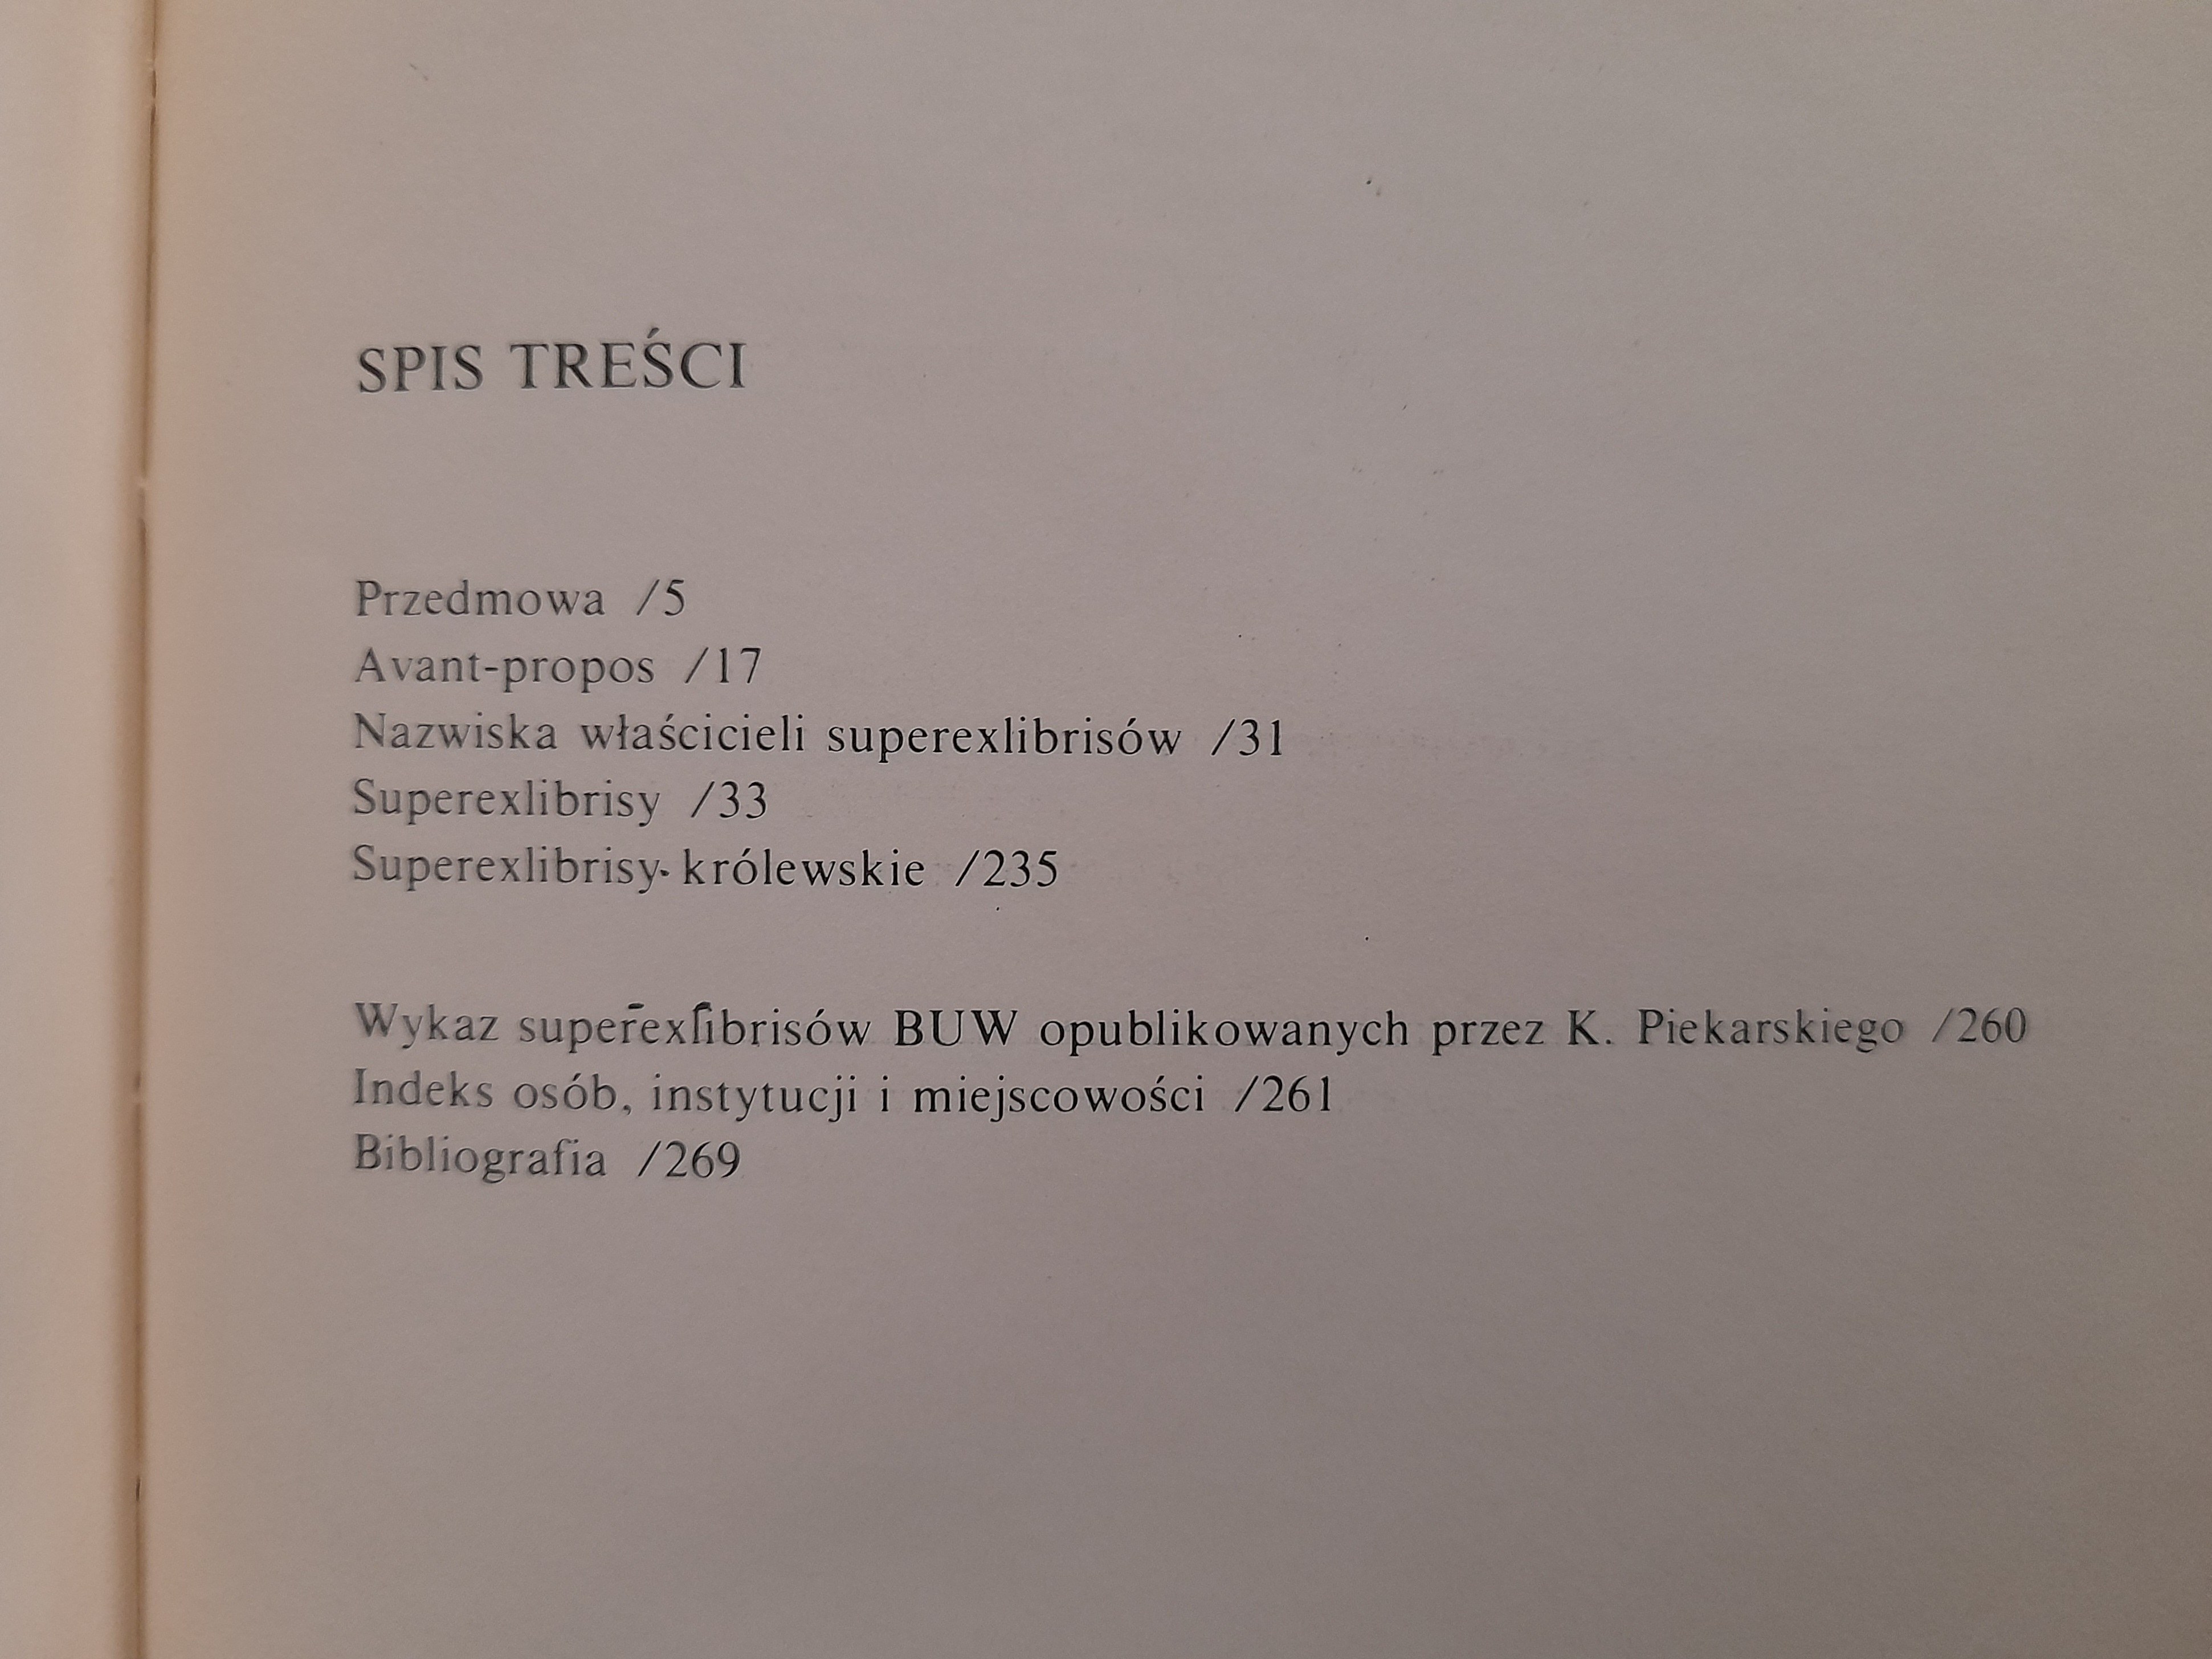 SPIS TREŚCI
Przedmowa /5
Avant-propos /17
Nazwiska właścicieli superexlibrisów /31
Superexlibrisy /33
Superexlibrisy królewskie /235
Wykaz superexlibrisów BUW opublikowanych przez K. Piekarskiego /260
Indeks osób, instytucji i miejscowości /261
Bibliografia /269